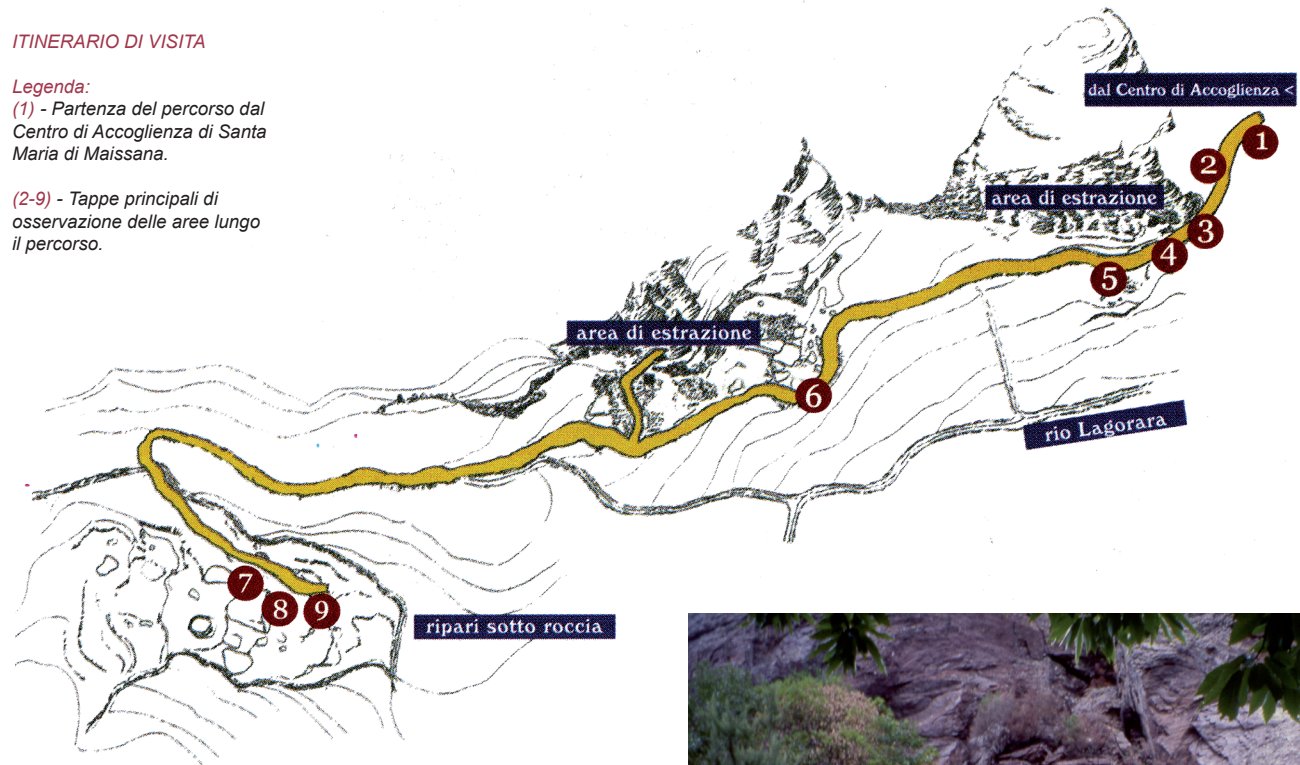 ITINERARIO DI VISITA
Legenda:
(1) - Partenza del percorso dal
Centro di Accoglienza di Santa
Maria di Maissana.
(2-9) - Tappe principali di
osservazione delle aree lungo
il percorso.
dal Centro di Accoglienza <
1
2
area di estrazione
3
4
5
area di estrazione
6
rio Lagorara
7
8
9
ripari sotto roccia